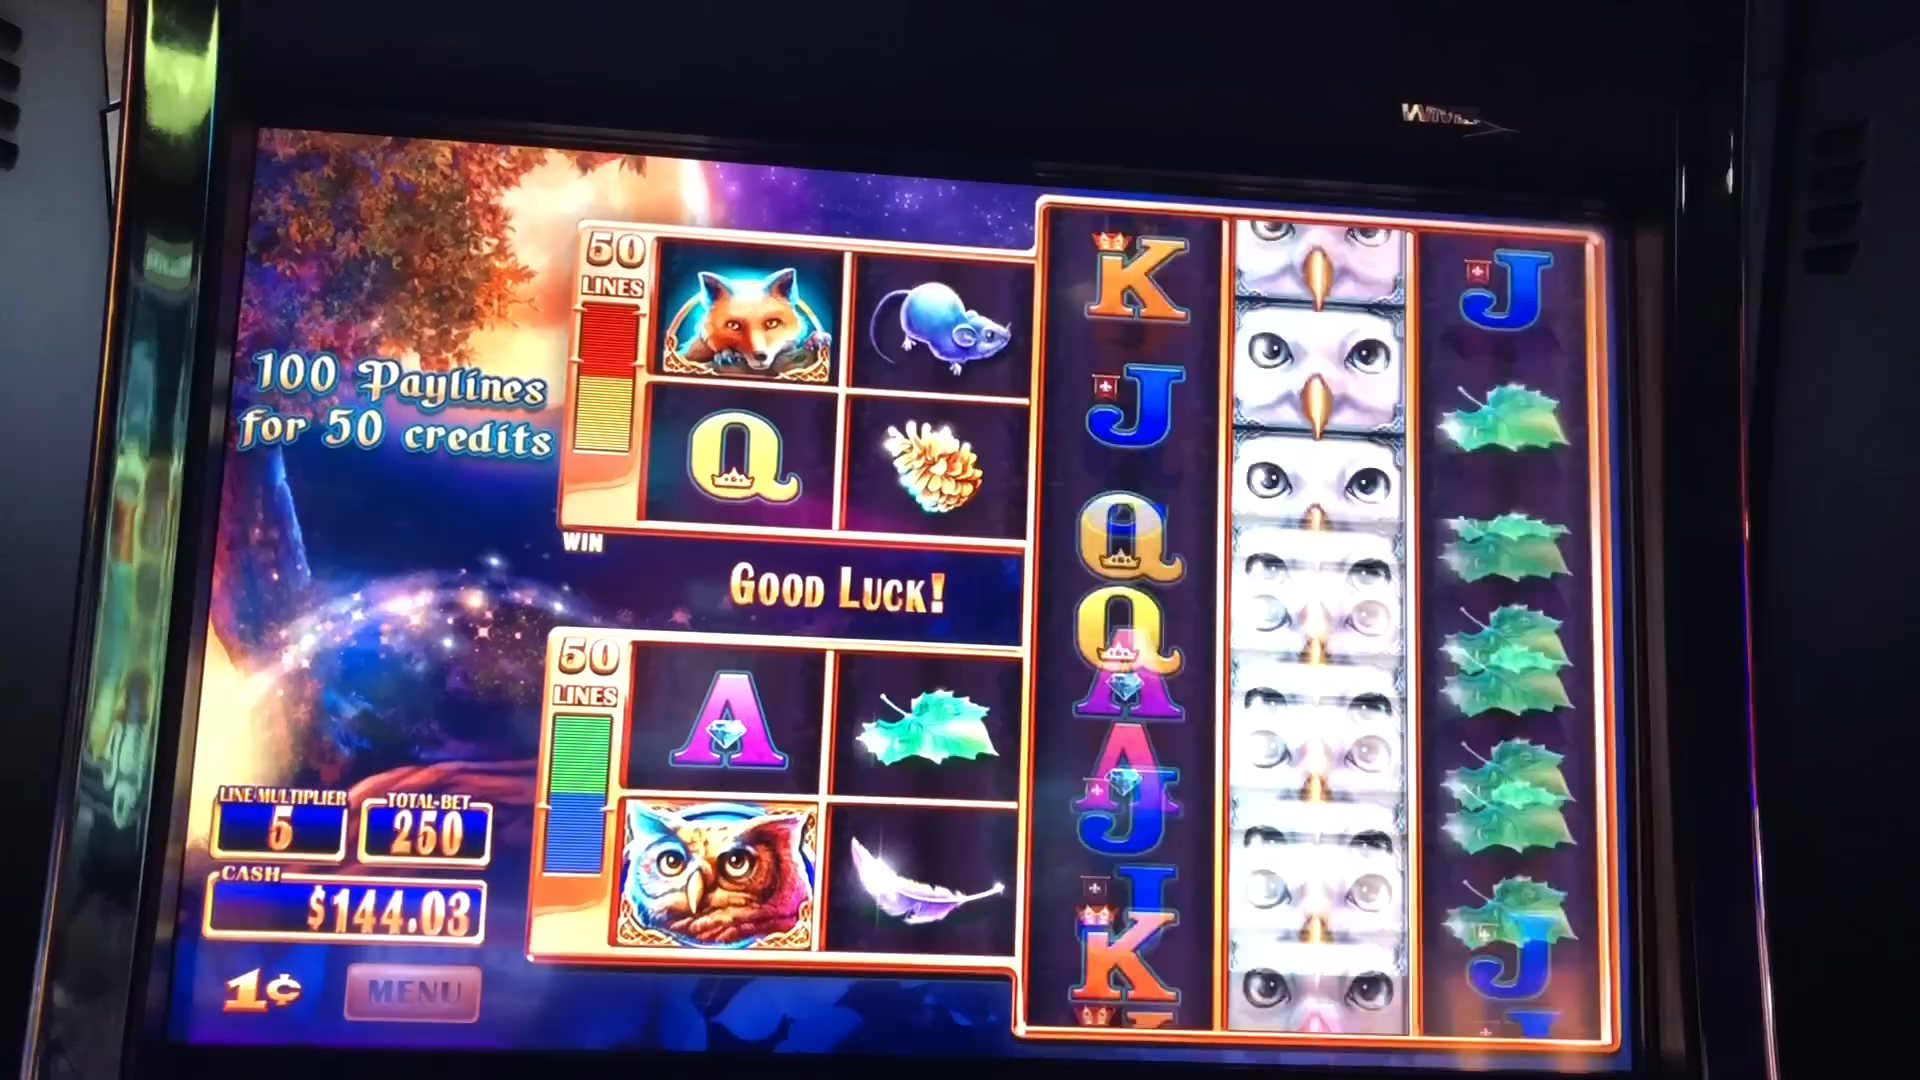 100 Paylines
for 50 credits
50
LINES
WIN
GOOD LUCK!
50
LINES
LINE MULTIPLIER
5
TOTAL BET
250
CASH
$144.03
1¢
MENU
Q
A
K
J
Q
Q
A
A
J
J
K
K
J
J
J